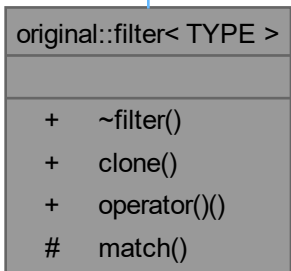 original::filter< TYPE >
+ ~filter()
+ clone()
+ operator()()
# match()